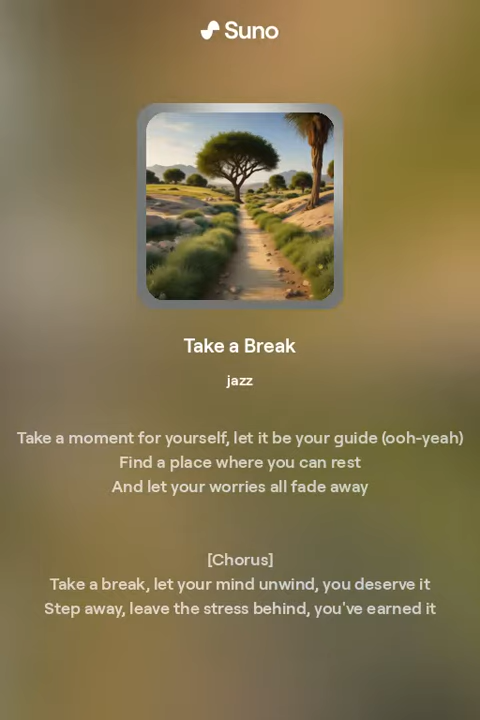 Suno
Take a Break
jazz
Take a moment for yourself, let it be your guide (ooh-yeah)
Find a place where you can rest
And let your worries all fade away
[Chorus]
Take a break, let your mind unwind, you deserve it
Step away, leave the stress behind, you've earned it